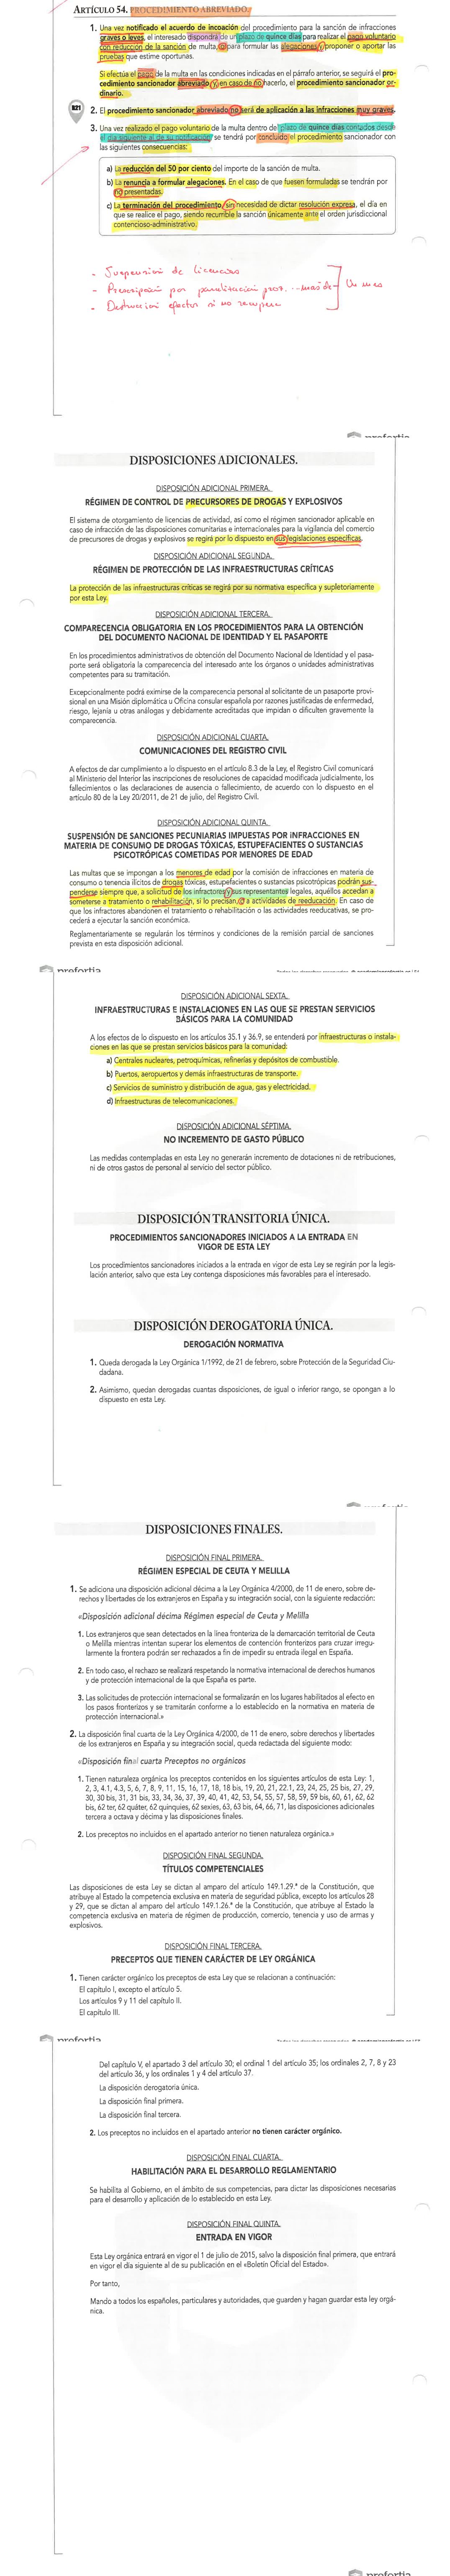 ARTÍCULO 54. PROCEDIMIENTO ABREVIADO.
1. Una vez notificado el acuerdo de incoación del procedimiento para la sanción de infracciones
graves o leves, el interesado dispondrá de un plazo de quince días para realizar el pago voluntario
con reducción de la sanción de multa, o para formular las alegaciones y proponer o aportar las
pruebas que estime oportunas.
Si efectúa el pago de la multa en las condiciones indicadas en el párrafo anterior, se seguirá el pro-
cedimiento sancionador abreviado y, en caso de no hacerlo, el procedimiento sancionador or-
dinario.
R21
2. El procedimiento sancionador abreviado no será de aplicación a las infracciones muy graves.
3. Una vez realizado el pago voluntario de la multa dentro del plazo de quince días contados desde
el día siguiente al de su notificación, se tendrá por concluido el procedimiento sancionador con
las siguientes consecuencias:
a) La reducción del 50 por ciento del importe de la sanción de multa.
b) La renuncia a formular alegaciones. En el caso de que fuesen formuladas se tendrán por
no presentadas.
c) La terminación del procedimiento, sin necesidad de dictar resolución expresa, el día en
que se realice el pago, siendo recurrible la sanción únicamente ante el orden jurisdiccional
contencioso-administrativo.
- Suspensión de licencias
- Prescripción por paralización proc. ... más de
Un mes
- Destrucción efectos si no recupera
profortia
DISPOSICIONES ADICIONALES.
DISPOSICIÓN ADICIONAL PRIMERA.
RÉGIMEN DE CONTROL DE PRECURSORES DE DROGAS Y EXPLOSIVOS
El sistema de otorgamiento de licencias de actividad, así como el régimen sancionador aplicable en
caso de infracción de las disposiciones comunitarias e internacionales para la vigilancia del comercio
de precursores de drogas y explosivos se regirá por lo dispuesto en sus legislaciones específicas.
DISPOSICIÓN ADICIONAL SEGUNDA.
RÉGIMEN DE PROTECCIÓN DE LAS INFRAESTRUCTURAS CRÍTICAS
La protección de las infraestructuras críticas se regirá por su normativa específica y supletoriamente
por esta Ley.
DISPOSICIÓN ADICIONAL TERCERA.
COMPARECENCIA OBLIGATORIA EN LOS PROCEDIMIENTOS PARA LA OBTENCIÓN
DEL DOCUMENTO NACIONAL DE IDENTIDAD Y EL PASAPORTE
En los procedimientos administrativos de obtención del Documento Nacional de Identidad y el pasa-
porte será obligatoria la comparecencia del interesado ante los órganos o unidades administrativas
competentes para su tramitación.
Excepcionalmente podrá eximirse de la comparecencia personal al solicitante de un pasaporte provi-
sional en una Misión diplomática u Oficina consular española por razones justificadas de enfermedad,
riesgo, lejanía u otras análogas y debidamente acreditadas que impidan o dificulten gravemente la
comparecencia.
DISPOSICIÓN ADICIONAL CUARTA.
COMUNICACIONES DEL REGISTRO CIVIL
A efectos de dar cumplimiento a lo dispuesto en el artículo 8.3 de la Ley, el Registro Civil comunicará
al Ministerio del Interior las inscripciones de resoluciones de capacidad modificada judicialmente, los
fallecimientos o las declaraciones de ausencia o fallecimiento, de acuerdo con lo dispuesto en el
artículo 80 de la Ley 20/2011, de 21 de julio, del Registro Civil.
DISPOSICIÓN ADICIONAL QUINTA.
SUSPENSIÓN DE SANCIONES PECUNIARIAS IMPUESTAS POR INFRACCIONES EN
MATERIA DE CONSUMO DE DROGAS TÓXICAS, ESTUPEFACIENTES O SUSTANCIAS
PSICOTRÓPICAS COMETIDAS POR MENORES DE EDAD
Las multas que se impongan a los menores de edad por la comisión de infracciones en materia de
consumo o tenencia ilícitos de drogas tóxicas, estupefacientes o sustancias psicotrópicas podrán sus-
penderse siempre que, a solicitud de los infractores y sus representantes legales, aquéllos accedan a
someterse a tratamiento o rehabilitación, si lo precisan, o a actividades de reeducación. En caso de
que los infractores abandonen el tratamiento o rehabilitación o las actividades reeducativas, se pro-
cederá a ejecutar la sanción económica.
Reglamentariamente se regularán los términos y condiciones de la remisión parcial de sanciones
prevista en esta disposición adicional.
profortia
DISPOSICIÓN ADICIONAL SEXTA.
INFRAESTRUCTURAS E INSTALACIONES EN LAS QUE SE PRESTAN SERVICIOS
BÁSICOS PARA LA COMUNIDAD
A los efectos de lo dispuesto en los artículos 35.1 y 36.9, se entenderá por infraestructuras o instala-
ciones en las que se prestan servicios básicos para la comunidad:
a) Centrales nucleares, petroquímicas, refinerías y depósitos de combustible.
b) Puertos, aeropuertos y demás infraestructuras de transporte.
c) Servicios de suministro y distribución de agua, gas y electricidad.
d) Infraestructuras de telecomunicaciones.
DISPOSICIÓN ADICIONAL SÉPTIMA.
NO INCREMENTO DE GASTO PÚBLICO
Las medidas contempladas en esta Ley no generarán incremento de dotaciones ni de retribuciones,
ni de otros gastos de personal al servicio del sector público.
DISPOSICIÓN TRANSITORIA ÚNICA.
PROCEDIMIENTOS SANCIONADORES INICIADOS A LA ENTRADA EN
VIGOR DE ESTA LEY
Los procedimientos sancionadores iniciados a la entrada en vigor de esta Ley se regirán por la legis-
lación anterior, salvo que esta Ley contenga disposiciones más favorables para el interesado.
DISPOSICIÓN DEROGATORIA ÚNICA.
DEROGACIÓN NORMATIVA
1. Queda derogada la Ley Orgánica 1/1992, de 21 de febrero, sobre Protección de la Seguridad Ciu-
dadana.
2. Asimismo, quedan derogadas cuantas disposiciones, de igual o inferior rango, se opongan a lo
dispuesto en esta Ley.
DISPOSICIONES FINALES.
DISPOSICIÓN FINAL PRIMERA.
RÉGIMEN ESPECIAL DE CEUTA Y MELILLA
1. Se adiciona una disposición adicional décima a la Ley Orgánica 4/2000, de 11 de enero, sobre de-
rechos y libertades de los extranjeros en España y su integración social, con la siguiente redacción:
«Disposición adicional décima Régimen especial de Ceuta y Melilla
1. Los extranjeros que sean detectados en la línea fronteriza de la demarcación territorial de Ceuta
o Melilla mientras intentan superar los elementos de contención fronterizos para cruzar irregu-
larmente la frontera podrán ser rechazados a fin de impedir su entrada ilegal en España.
2. En todo caso, el rechazo se realizará respetando la normativa internacional de derechos humanos
y de protección internacional de la que España es parte.
3. Las solicitudes de protección internacional se formalizarán en los lugares habilitados al efecto en
los pasos fronterizos y se tramitarán conforme a lo establecido en la normativa en materia de
protección internacional.»
2. La disposición final cuarta de la Ley Orgánica 4/2000, de 11 de enero, sobre derechos y libertades
de los extranjeros en España y su integración social, queda redactada del siguiente modo:
«Disposición final cuarta Preceptos no orgánicos
1. Tienen naturaleza orgánica los preceptos contenidos en los siguientes artículos de esta Ley: 1,
2, 3, 4.1, 4.3, 5, 6, 7, 8, 9, 11, 15, 16, 17, 18, 18 bis, 19, 20, 21, 22.1, 23, 24, 25, 25 bis, 27, 29,
30, 30 bis, 31, 31 bis, 33, 34, 36, 37, 39, 40, 41, 42, 53, 54, 55, 57, 58, 59, 59 bis, 60, 61, 62, 62
bis, 62 ter, 62 quáter, 62 quinquies, 62 sexies, 63, 63 bis, 64, 66, 71, las disposiciones adicionales
tercera a octava y décima y las disposiciones finales.
2. Los preceptos no incluidos en el apartado anterior no tienen naturaleza orgánica.»
DISPOSICIÓN FINAL SEGUNDA.
TÍTULOS COMPETENCIALES
Las disposiciones de esta Ley se dictan al amparo del artículo 149.1.29.ª de la Constitución, que
atribuye al Estado la competencia exclusiva en materia de seguridad pública, excepto los artículos 28
y 29, que se dictan al amparo del artículo 149.1.26.ª de la Constitución, que atribuye al Estado la
competencia exclusiva en materia de régimen de producción, comercio, tenencia y uso de armas y
explosivos.
DISPOSICIÓN FINAL TERCERA.
PRECEPTOS QUE TIENEN CARÁCTER DE LEY ORGÁNICA
1. Tienen carácter orgánico los preceptos de esta Ley que se relacionan a continuación:
El capítulo I, excepto el artículo 5.
Los artículos 9 y 11 del capítulo II.
El capítulo III.
profortia
Del capítulo V, el apartado 3 del artículo 30; el ordinal 1 del artículo 35; los ordinales 2, 7, 8 y 23
del artículo 36, y los ordinales 1 y 4 del artículo 37.
La disposición derogatoria única.
La disposición final primera.
La disposición final tercera.
2. Los preceptos no incluidos en el apartado anterior no tienen carácter orgánico.
DISPOSICIÓN FINAL CUARTA.
HABILITACIÓN PARA EL DESARROLLO REGLAMENTARIO
Se habilita al Gobierno, en el ámbito de sus competencias, para dictar las disposiciones necesarias
para el desarrollo y aplicación de lo establecido en esta Ley.
DISPOSICIÓN FINAL QUINTA.
ENTRADA EN VIGOR
Esta Ley orgánica entrará en vigor el 1 de julio de 2015, salvo la disposición final primera, que entrará
en vigor el día siguiente al de su publicación en el «Boletín Oficial del Estado».
Por tanto,
Mando a todos los españoles, particulares y autoridades, que guarden y hagan guardar esta ley orgá-
nica.
profortia